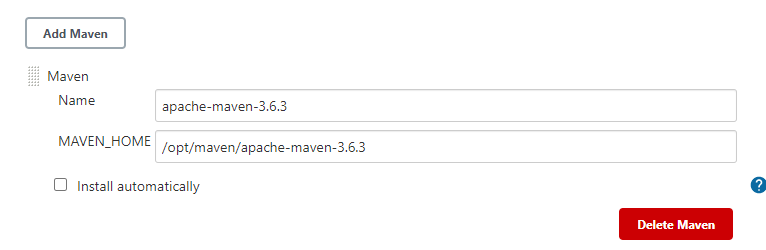 Add Maven
Maven
Name
apache-maven-3.6.3
MAVEN_HOME
/opt/maven/apache-maven-3.6.3
Install automatically
?
Delete Maven